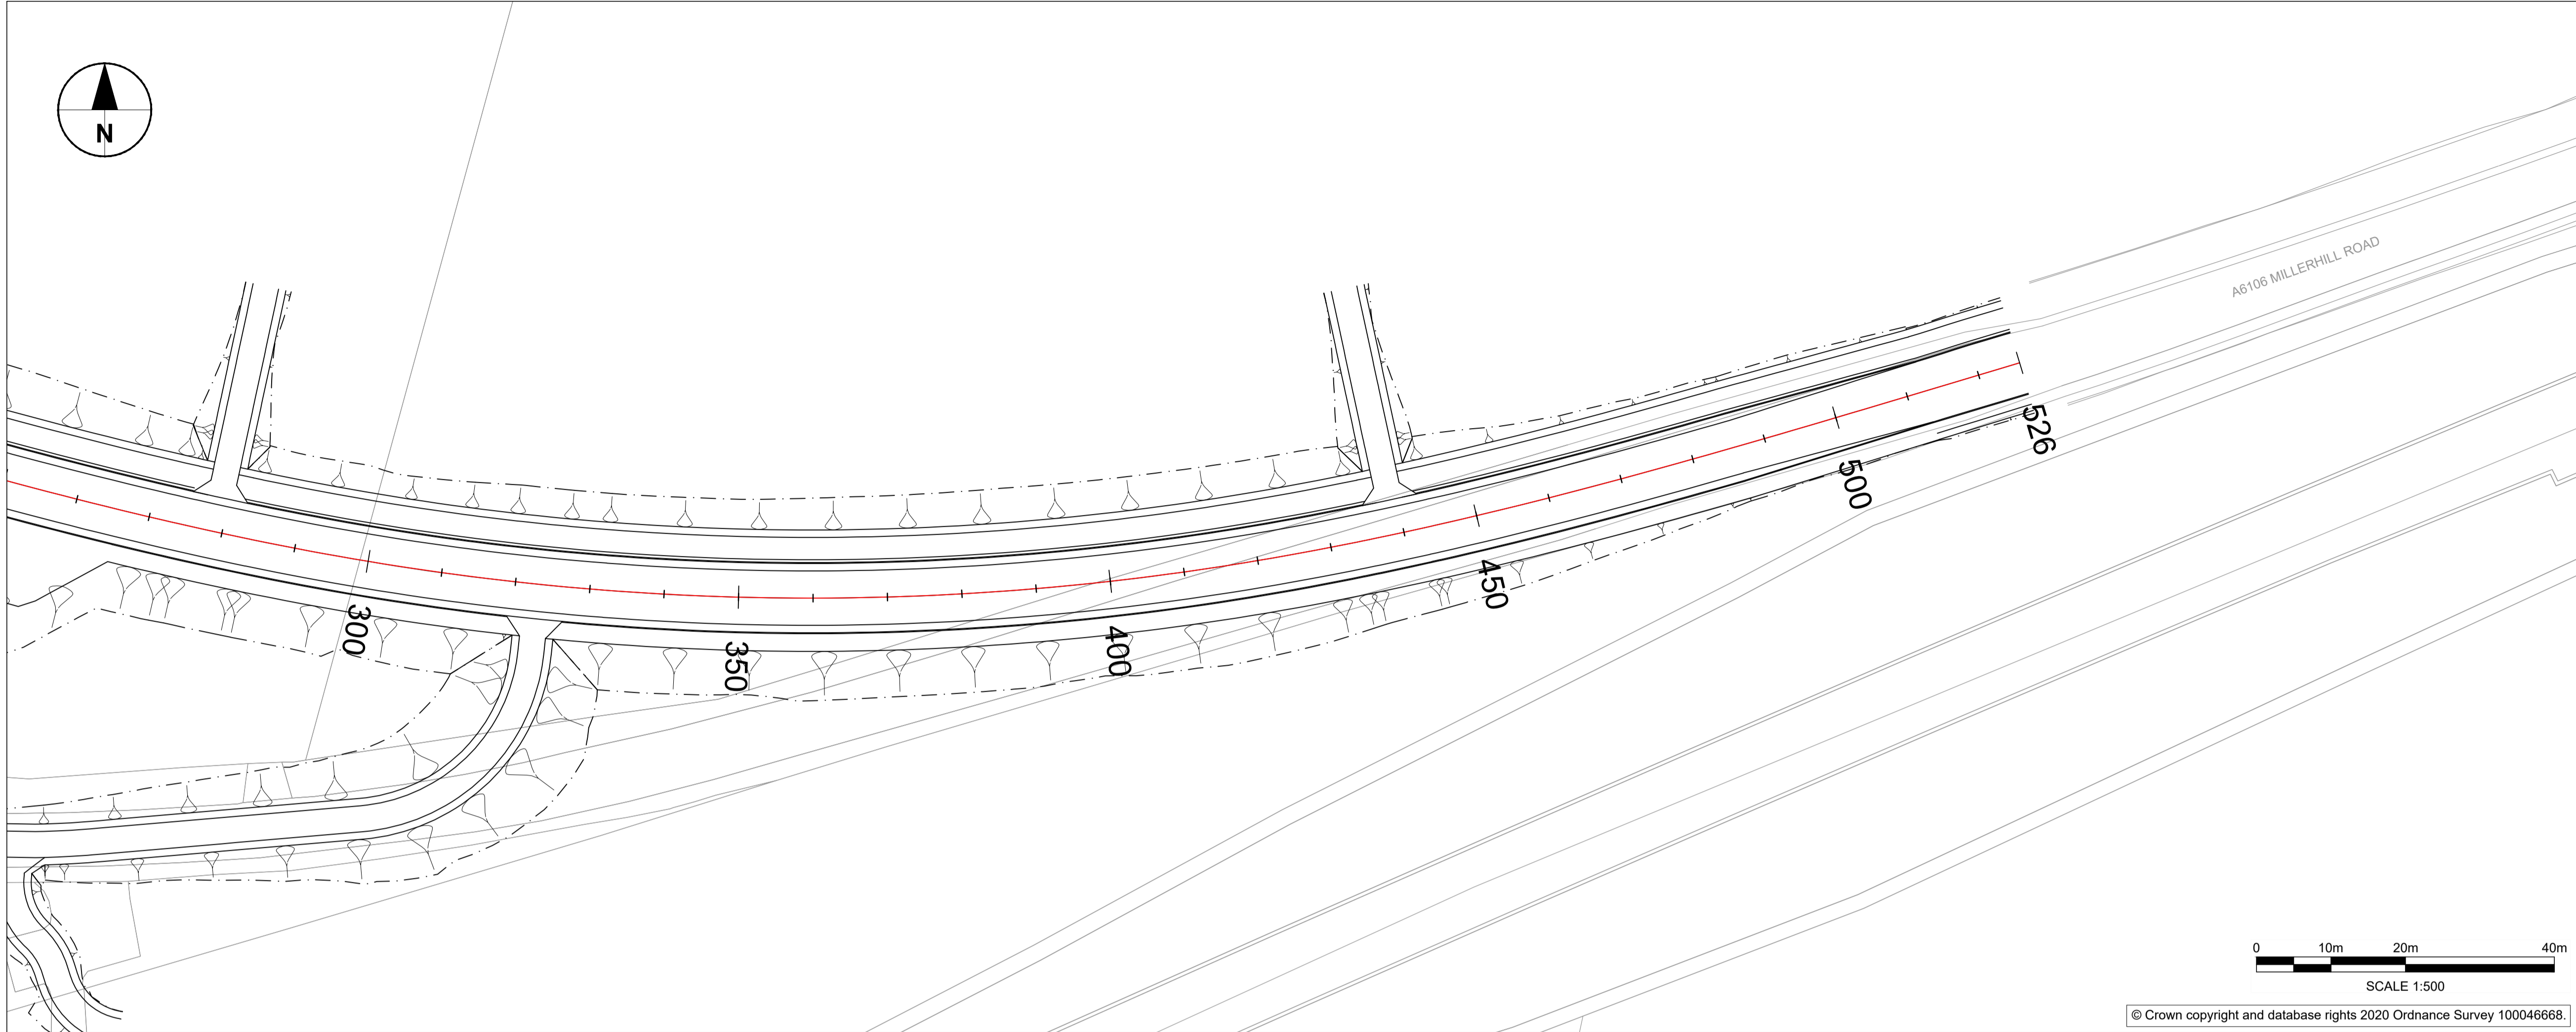 N
A6106 MILLERHILL ROAD
526
500
450
300
400
350
0 10m 20m 40m
SCALE 1:500
© Crown copyright and database rights 2020 Ordnance Survey 100046668.